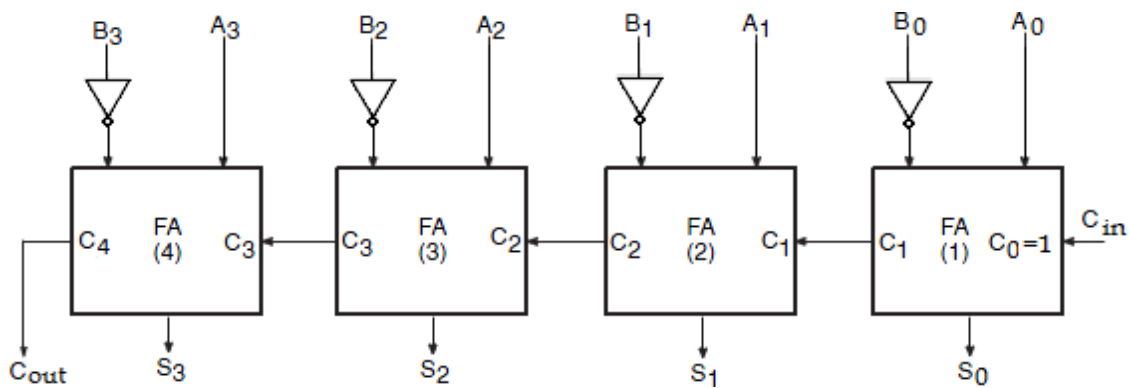 B3 A3 B2 A2 B1 A1 B0 A0
FA FA FA FA
(4) (3) (2) (1)
C4 C3 C3 C2 C2 C1 C1 C0=1 Cin
Cout S3 S2 S1 S0